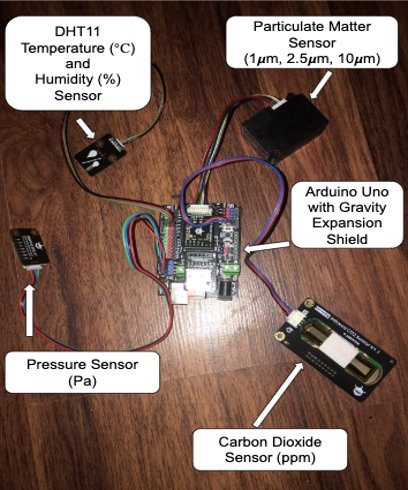 DHT11
Temperature (°C)
and
Humidity (%)
Sensor
Particulate Matter
Sensor
(1μm, 2.5μm, 10μm)
Arduino Uno
with Gravity
Expansion
Shield
Pressure Sensor
(Pa)
Carbon Dioxide
Sensor (ppm)